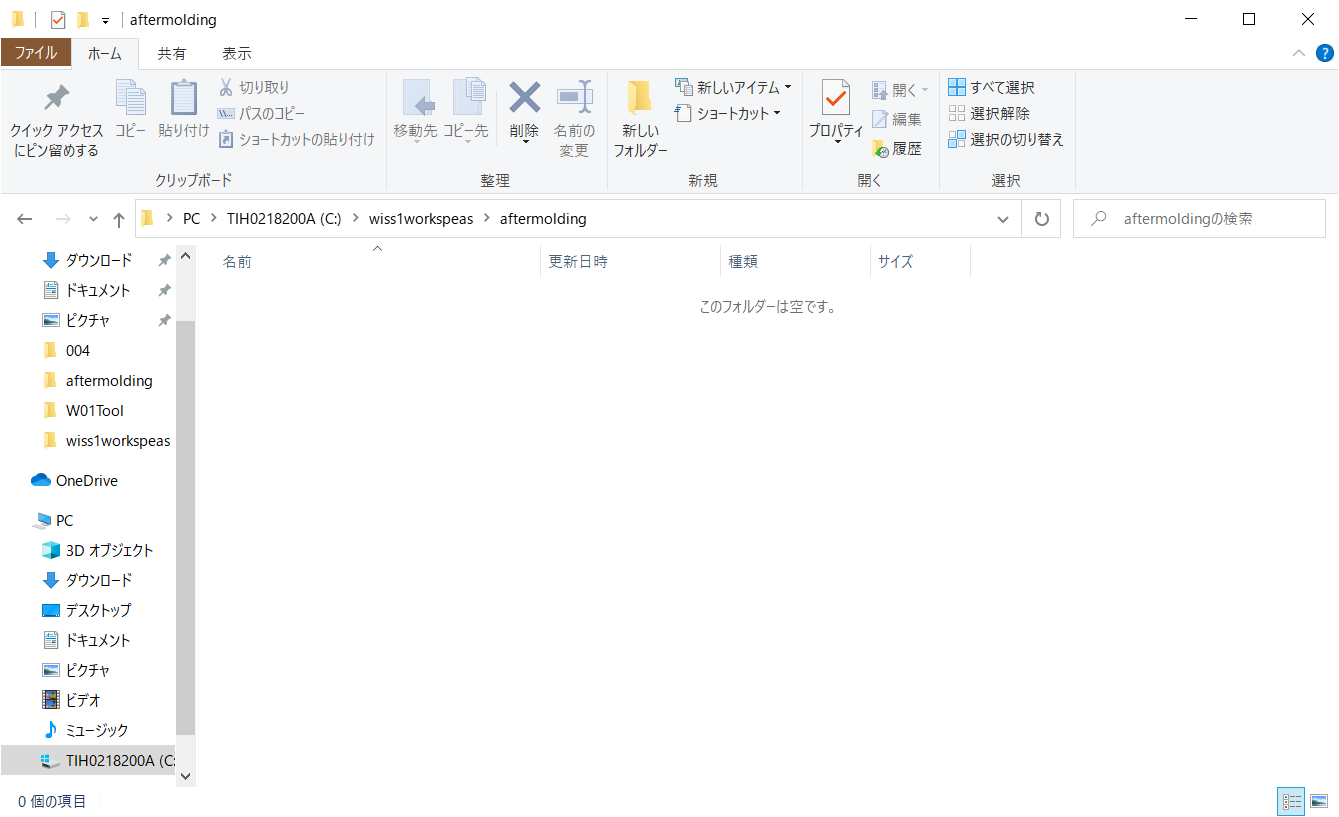 aftermolding
ファイル ホーム 共有 表示
クイック アクセス
にピン留めする
コピー
貼り付け
切り取り
パスのコピー
ショートカットの貼り付け
クリップボード
移動先
コピー先
削除
名前の
変更
整理
新しい
フォルダー
新しいアイテム
ショートカット
新規
プロパティ
開く
編集
履歴
開く
すべて選択
選択解除
選択の切り替え
選択
PC TIH0218200A (C:) wiss1workspeas aftermolding
aftermoldingの検索
ダウンロード
ドキュメント
ピクチャ
004
aftermolding
W01Tool
wiss1workspeas
OneDrive
PC
3D オブジェクト
ダウンロード
デスクトップ
ドキュメント
ピクチャ
ビデオ
ミュージック
TIH0218200A (C:
名前 更新日時 種類 サイズ
このフォルダーは空です。
0 個の項目